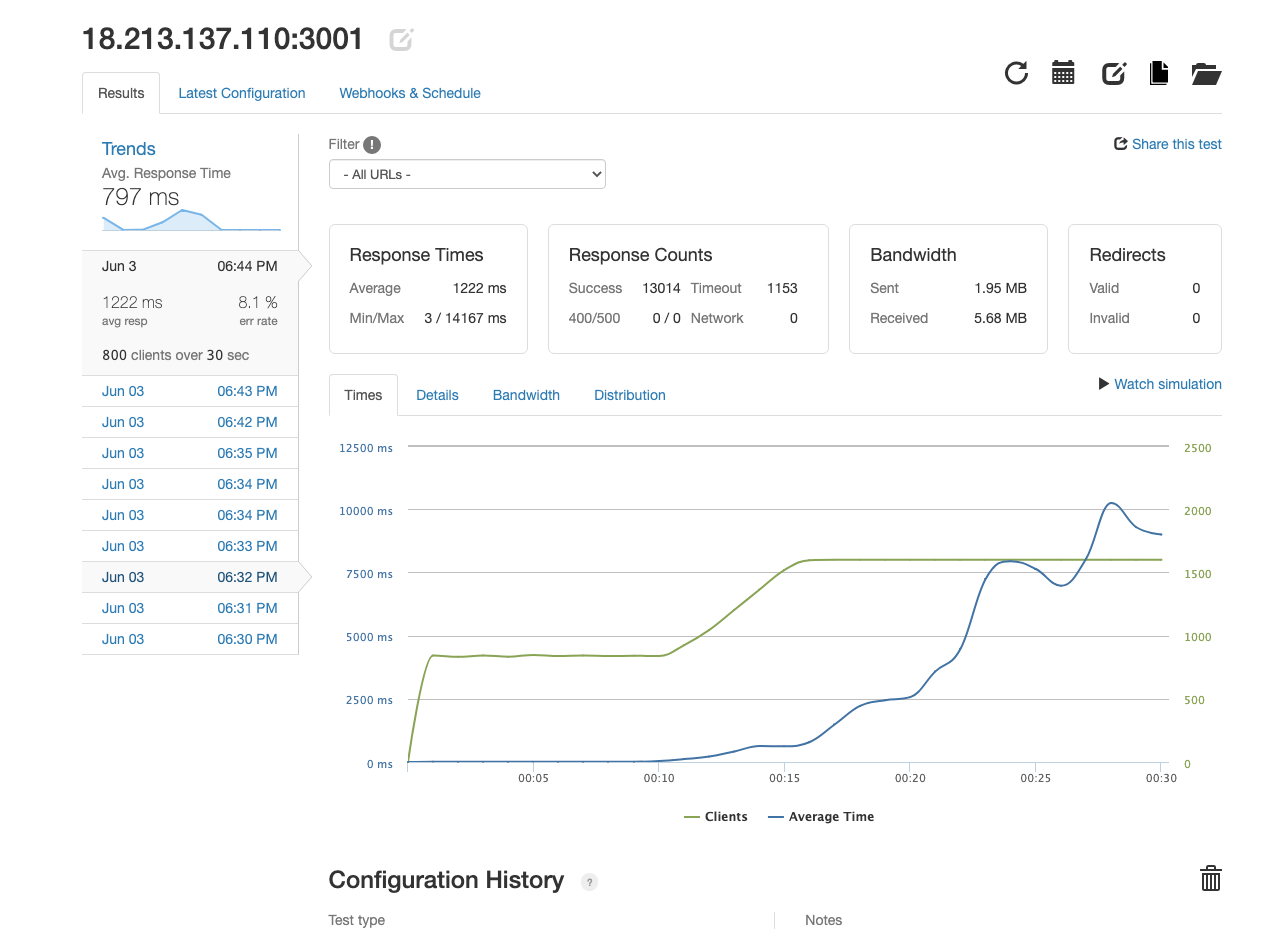 18.213.137.110:3001
Results
Latest Configuration
Webhooks & Schedule
Trends
Avg. Response Time
797 ms
Jun 3 06:44 PM
1222 ms 8.1 %
avg resp err rate
800 clients over 30 sec
Jun 03 06:43 PM
Jun 03 06:42 PM
Jun 03 06:35 PM
Jun 03 06:34 PM
Jun 03 06:34 PM
Jun 03 06:33 PM
Jun 03 06:32 PM
Jun 03 06:31 PM
Jun 03 06:30 PM
Filter !
- All URLs -
Share this test
Response Times
Average 1222 ms
Min/Max 3 / 14167 ms
Response Counts
Success 13014 Timeout 1153
400/500 0 / 0 Network 0
Bandwidth
Sent 1.95 MB
Received 5.68 MB
Redirects
Valid 0
Invalid 0
Times
Details
Bandwidth
Distribution
Watch simulation
12500 ms 2500
10000 ms 2000
7500 ms 1500
5000 ms 1000
2500 ms 500
0 ms 0
00:05 00:10 00:15 00:20 00:25 00:30
Clients Average Time
Configuration History ?
Test type Notes